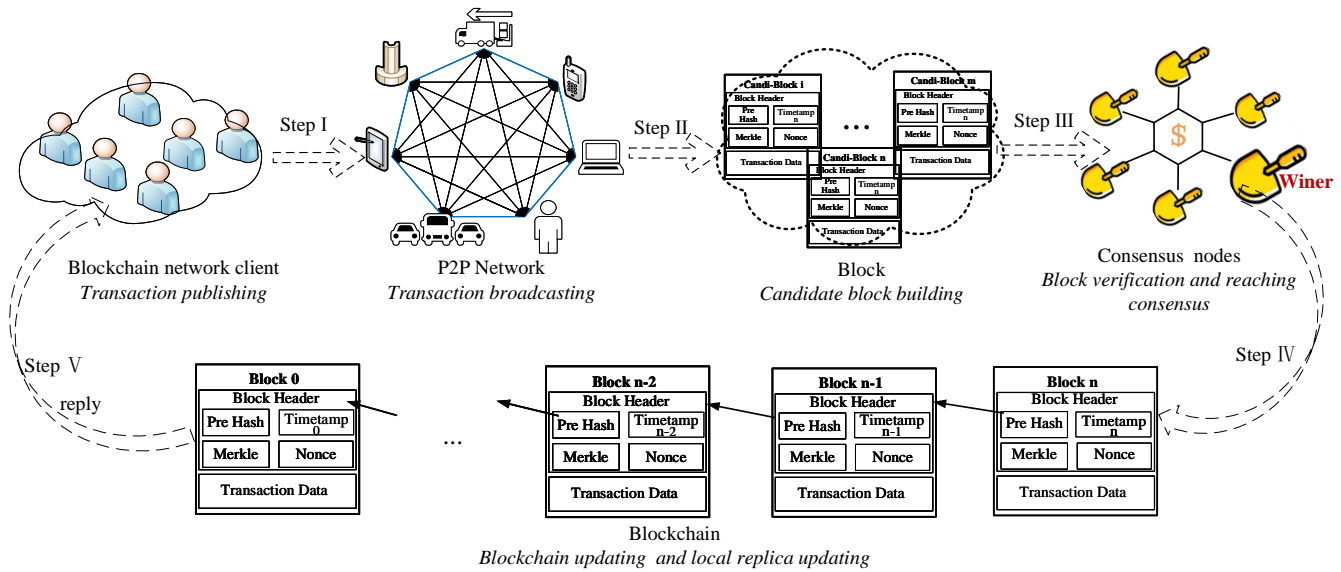 Step I
Step II
Step III
Candi-Block i
Block Header
Pre
Hash
Timetamp
n
Merkle
Nonce
Transaction Data
...
Candi-Block m
Block Header
Pre Hash
Timetamp
n
Merkle
Nonce
Transaction Data
Candi-Block n
Block Header
Pre
Hash
Timetamp
n
Merkle
Nonce
Transaction Data
$
Winer
Blockchain network client
Transaction publishing
P2P Network
Transaction broadcasting
Block
Candidate block building
Consensus nodes
Block verification and reaching
consensus
Step V
reply
Step IV
Block 0
Block Header
Pre Hash
Timetamp
0
Merkle
Nonce
Transaction Data
...
Block n-2
Block Header
Pre Hash
Timetamp
n-2
Merkle
Nonce
Transaction Data
Block n-1
Block Header
Pre Hash
Timetamp
n-1
Merkle
Nonce
Transaction Data
Block n
Block Header
Pre Hash
Timetamp
n
Merkle
Nonce
Transaction Data
Blockchain
Blockchain updating and local replica updating